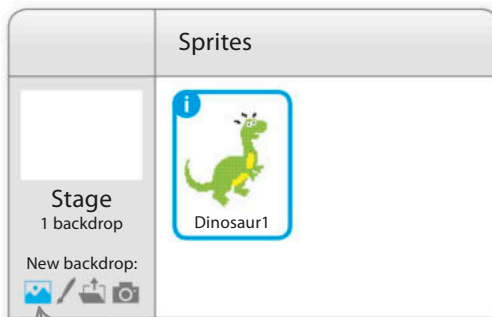 Sprites
i
Dinosaur1
Stage
1 backdrop
New backdrop: